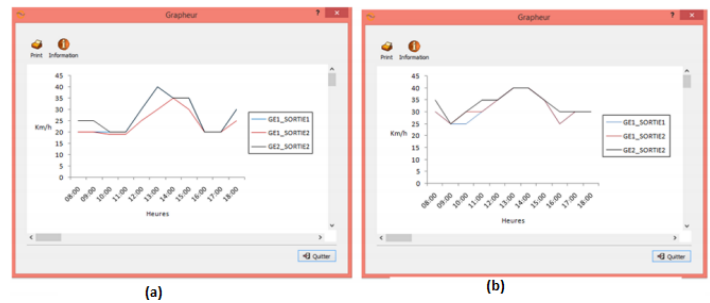 Grapheur
? ×
Print Information
45
40
35
30
25
20
15
10
5
0
Km/h
08:00 09:00 10:00 11:00 12:00 13:00 14:00 15:00 16:00 17:00 18:00
Heures
GE1_SORTIE1
GE1_SORTIE2
GE2_SORTIE2
Quitter
(a)
Grapheur
? ×
Print Information
45
40
35
30
25
20
15
10
5
0
Km/h
08:00 09:00 10:00 11:00 12:00 13:00 14:00 15:00 16:00 17:00 18:00
Heures
GE1_SORTIE1
GE1_SORTIE2
GE2_SORTIE2
Quitter
(b)